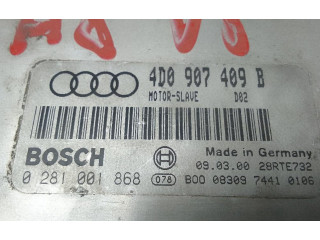 4D0 907 409 B
MOTOR-SLAVE D02
BOSCH
Made in Germany
09.03.00 28RTE732
0 281 001 868 078 B00 08309 7441 0106